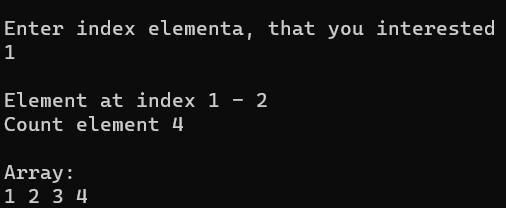 Enter index elementa, that you interested
1
Element at index 1 - 2
Count element 4
Array:
1 2 3 4